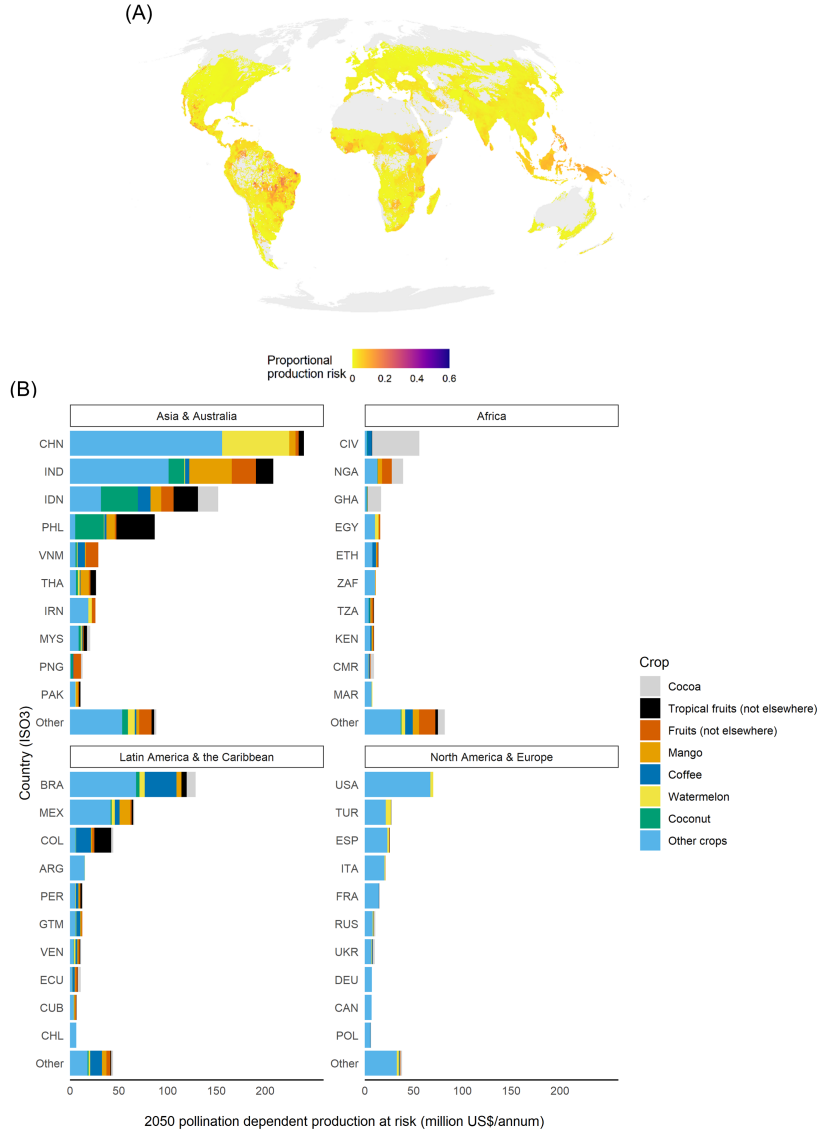 (A)
Proportional
production risk
0 0.2 0.4 0.6
(B)
Country (ISO3)
Asia & Australia
CHN
IND
IDN
PHL
VNM
THA
IRN
MYS
PNG
PAK
Other
Africa
CIV
NGA
GHA
EGY
ETH
ZAF
TZA
KEN
CMR
MAR
Other
Latin America & the Caribbean
BRA
MEX
COL
ARG
PER
GTM
VEN
ECU
CUB
CHL
Other
0 50 100 150 200
North America & Europe
USA
TUR
ESP
ITA
FRA
RUS
UKR
DEU
CAN
POL
Other
0 50 100 150 200
2050 pollination dependent production at risk (million US$/annum)
Crop
Cocoa
Tropical fruits (not elsewhere)
Fruits (not elsewhere)
Mango
Coffee
Watermelon
Coconut
Other crops